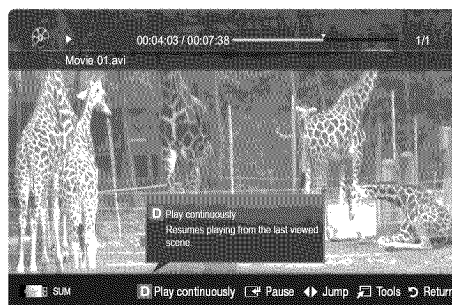 00:04:03 / 00:07:38 1/1
Movie 01.avi
D Play continuously
Resumes playing from the last viewed
scene.
SUM D Play continuously Pause Jump Tools Return